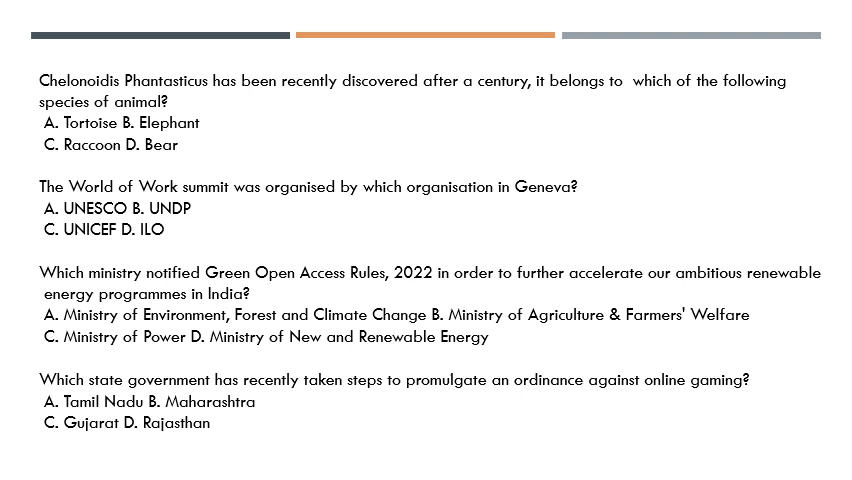 Chelonoidis Phantasticus has been recently discovered after a century, it belongs to  which of the following
species of animal?
A. Tortoise B. Elephant
C. Raccoon D. Bear
The World of Work summit was organised by which organisation in Geneva?
A. UNESCO B. UNDP
C. UNICEF D. ILO
Which ministry notified Green Open Access Rules, 2022 in order to further accelerate our ambitious renewable
energy programmes in India?
A. Ministry of Environment, Forest and Climate Change B. Ministry of Agriculture & Farmers' Welfare
C. Ministry of Power D. Ministry of New and Renewable Energy
Which state government has recently taken steps to promulgate an ordinance against online gaming?
A. Tamil Nadu B. Maharashtra
C. Gujarat D. Rajasthan